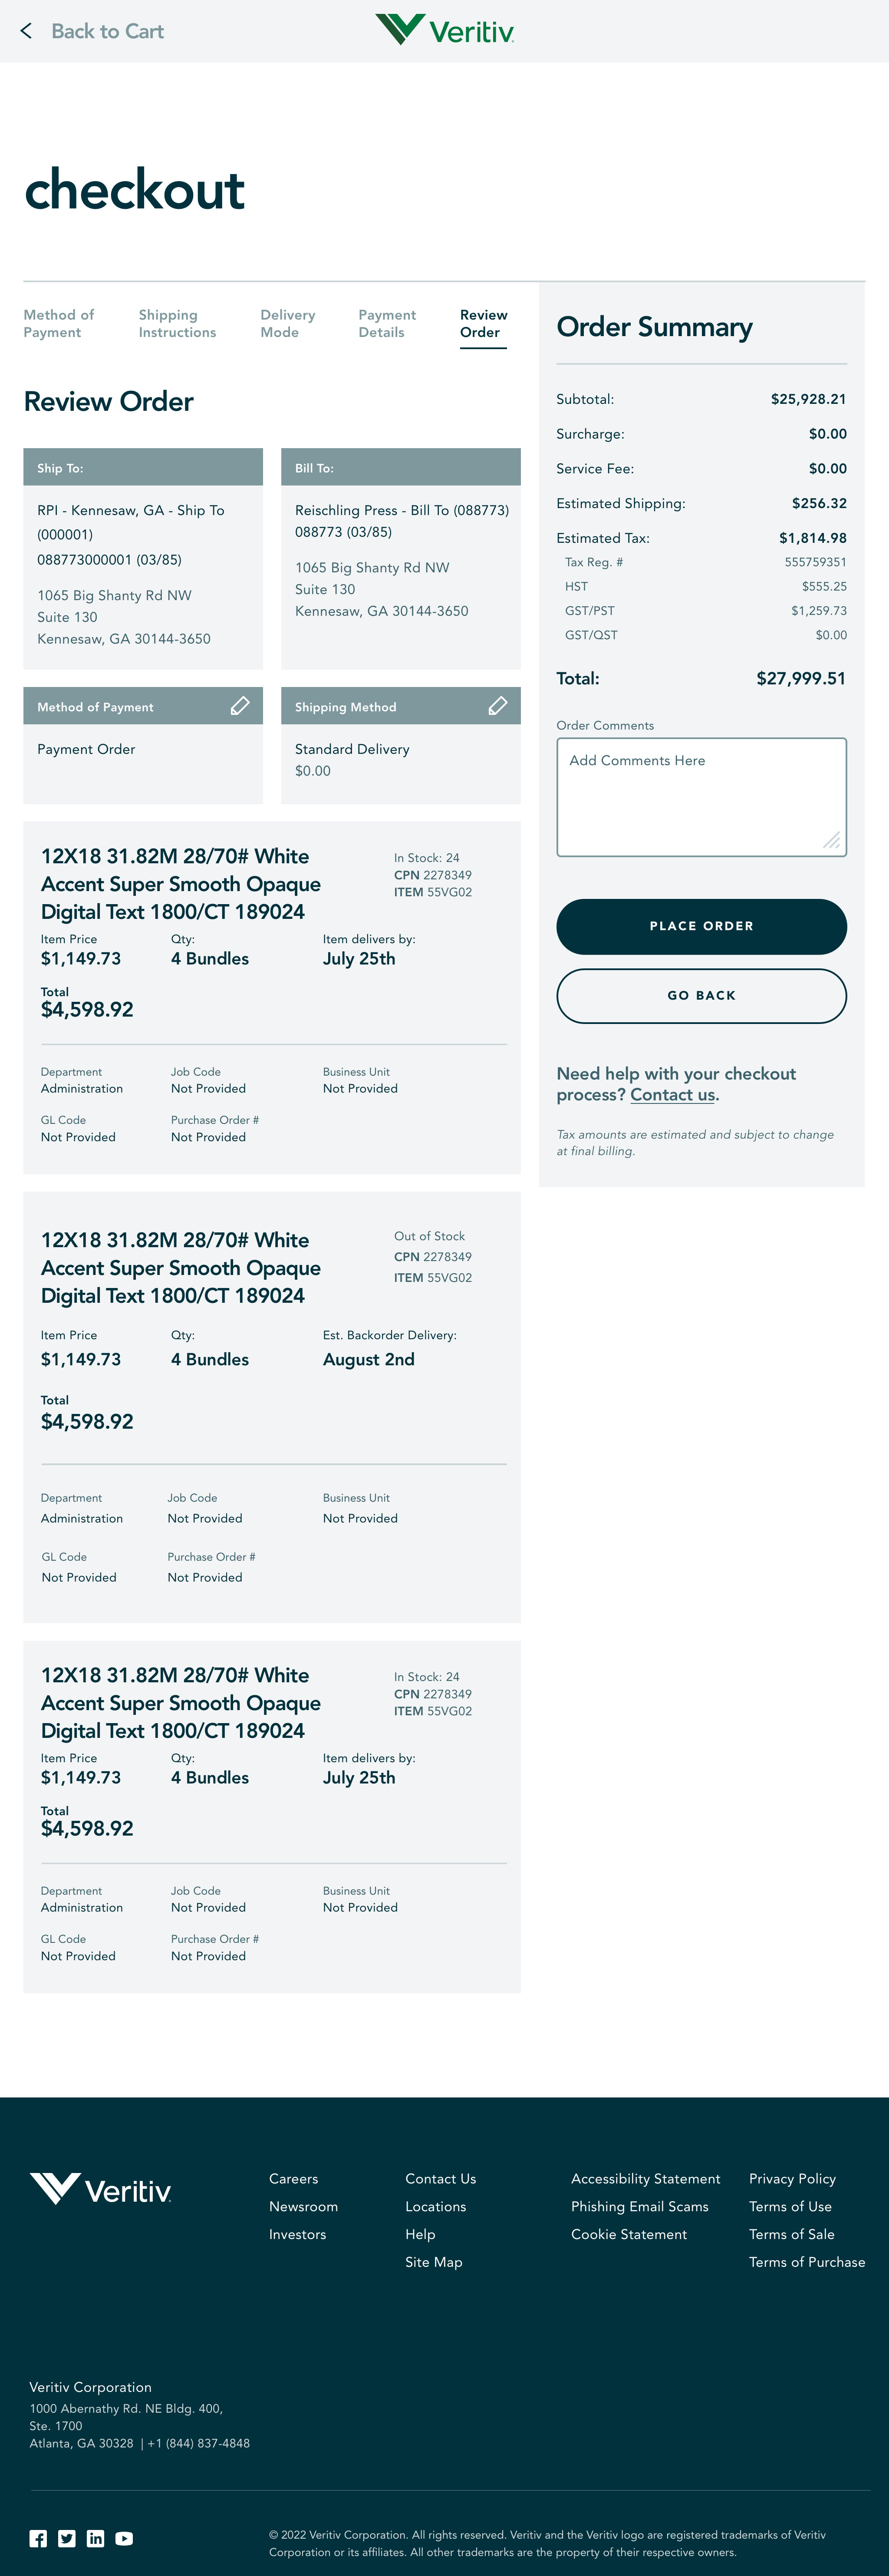 Back to Cart
Veritiv
checkout
Method of
Payment
Shipping
Instructions
Delivery
Mode
Payment
Details
Review
Order
Review Order
Ship To:
RPI - Kennesaw, GA - Ship To
(000001)
088773000001 (03/85)
1065 Big Shanty Rd NW
Suite 130
Kennesaw, GA 30144-3650
Bill To:
Reischling Press - Bill To (088773)
088773 (03/85)
1065 Big Shanty Rd NW
Suite 130
Kennesaw, GA 30144-3650
Method of Payment
Payment Order
Shipping Method
Standard Delivery
$0.00
12X18 31.82M 28/70# White
Accent Super Smooth Opaque
Digital Text 1800/CT 189024
In Stock: 24
CPN 2278349
ITEM 55VG02
Item Price
$1,149.73
Qty:
4 Bundles
Item delivers by:
July 25th
Total
$4,598.92
Department
Administration
Job Code
Not Provided
Business Unit
Not Provided
GL Code
Not Provided
Purchase Order #
Not Provided
12X18 31.82M 28/70# White
Accent Super Smooth Opaque
Digital Text 1800/CT 189024
Out of Stock
CPN 2278349
ITEM 55VG02
Item Price
$1,149.73
Qty:
4 Bundles
Est. Backorder Delivery:
August 2nd
Total
$4,598.92
Department
Administration
Job Code
Not Provided
Business Unit
Not Provided
GL Code
Not Provided
Purchase Order #
Not Provided
12X18 31.82M 28/70# White
Accent Super Smooth Opaque
Digital Text 1800/CT 189024
In Stock: 24
CPN 2278349
ITEM 55VG02
Item Price
$1,149.73
Qty:
4 Bundles
Item delivers by:
July 25th
Total
$4,598.92
Department
Administration
Job Code
Not Provided
Business Unit
Not Provided
GL Code
Not Provided
Purchase Order #
Not Provided
Order Summary
Subtotal: $25,928.21
Surcharge: $0.00
Service Fee: $0.00
Estimated Shipping: $256.32
Estimated Tax: $1,814.98
Tax Reg. # 555759351
HST $555.25
GST/PST $1,259.73
GST/QST $0.00
Total: $27,999.51
Order Comments
Add Comments Here
PLACE ORDER
GO BACK
Need help with your checkout
process? Contact us.
Tax amounts are estimated and subject to change
at final billing.
Veritiv
Careers
Newsroom
Investors
Contact Us
Locations
Help
Site Map
Accessibility Statement
Phishing Email Scams
Cookie Statement
Privacy Policy
Terms of Use
Terms of Sale
Terms of Purchase
Veritiv Corporation
1000 Abernathy Rd. NE Bldg. 400,
Ste. 1700
Atlanta, GA 30328 | +1 (844) 837-4848
© 2022 Veritiv Corporation. All rights reserved. Veritiv and the Veritiv logo are registered trademarks of Veritiv
Corporation or its affiliates. All other trademarks are the property of their respective owners.